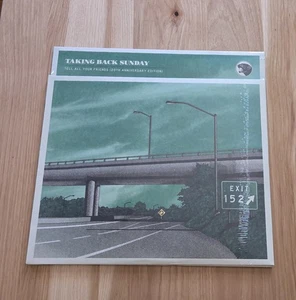 TAKING BACK SUNDAY
TELL ALL YOUR FRIENDS (20TH ANNIVERSARY EDITION)
EXIT
152